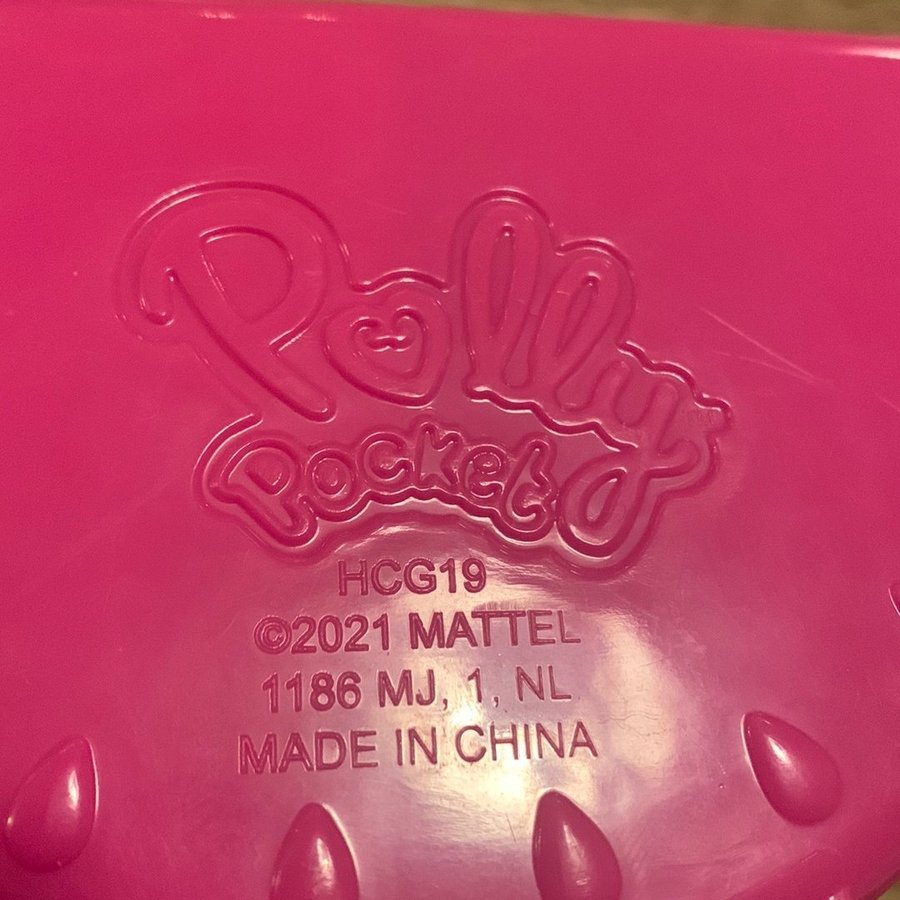 Polly
Pocket
HCG19
©2021 MATTEL
1186 MJ, 1, NL
MADE IN CHINA